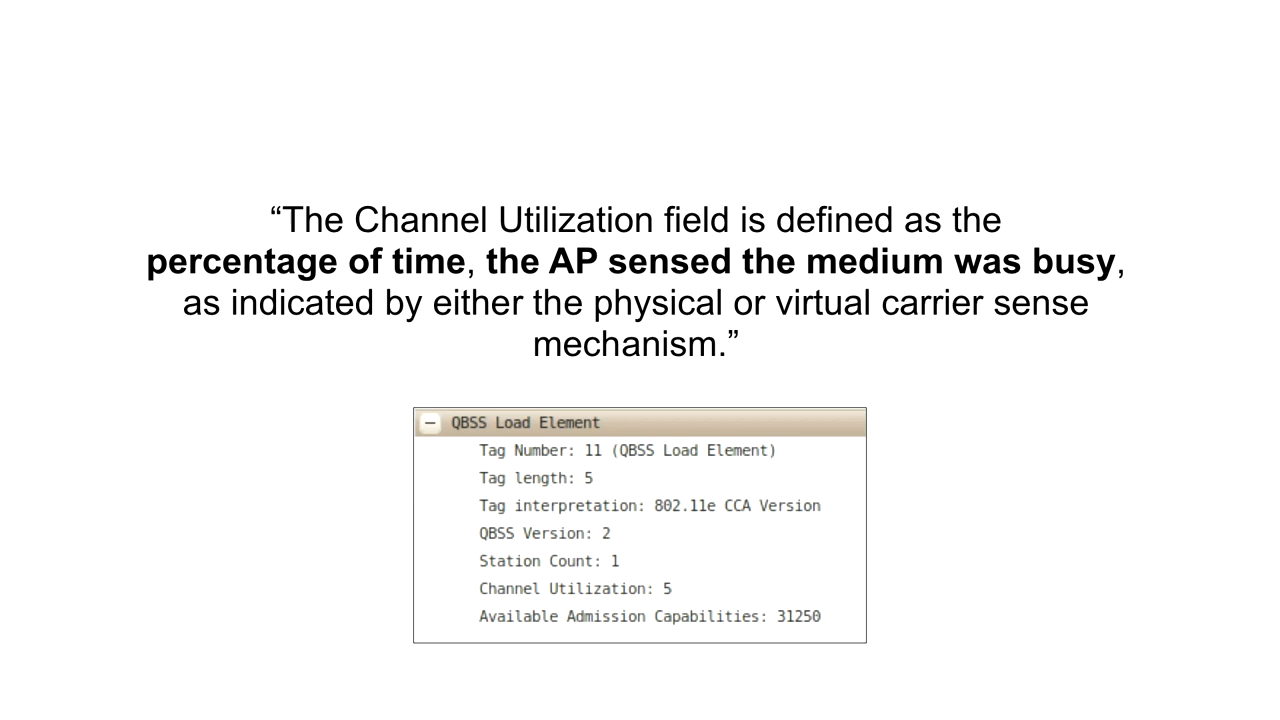 “The Channel Utilization field is defined as the
percentage of time, the AP sensed the medium was busy,
as indicated by either the physical or virtual carrier sense
mechanism.”
QBSS Load Element
Tag Number: 11 (QBSS Load Element)
Tag length: 5
Tag interpretation: 802.11e CCA Version
QBSS Version: 2
Station Count: 1
Channel Utilization: 5
Available Admission Capabilities: 31250